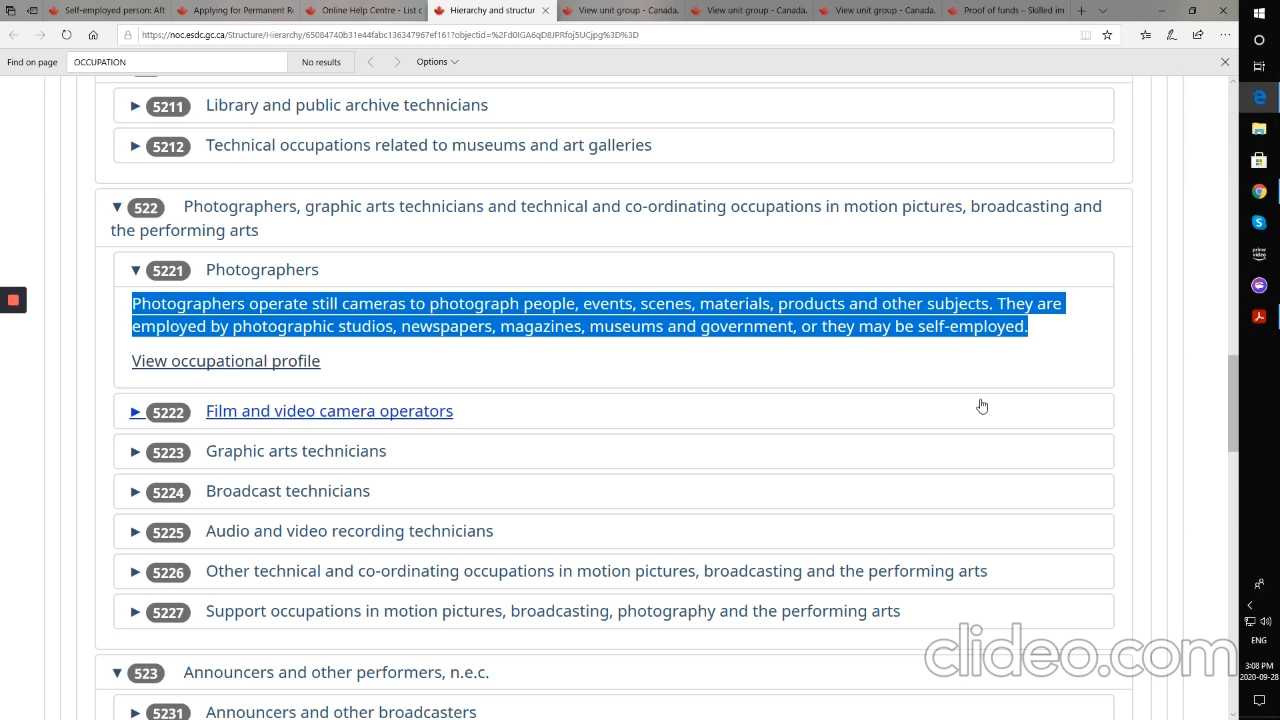 Self-employed person: Aft
Applying for Permanent R
Online Help Centre - List c
Hierarchy and structur
View unit group - Canada.
View unit group - Canada.
View unit group - Canada.
Proof of funds – Skilled im
https://noc.esdc.gc.ca/Structure/Hierarchy/65084740b31e44fabc136347967ef161?objectid=%2Fd0IGA6qD8JPRfoj5UCjpg%3D%3D
Find on page
OCCUPATION
No results
Options
5211 Library and public archive technicians
5212 Technical occupations related to museums and art galleries
522 Photographers, graphic arts technicians and technical and co-ordinating occupations in motion pictures, broadcasting and
the performing arts
5221 Photographers
Photographers operate still cameras to photograph people, events, scenes, materials, products and other subjects. They are
employed by photographic studios, newspapers, magazines, museums and government, or they may be self-employed.
View occupational profile
5222 Film and video camera operators
5223 Graphic arts technicians
5224 Broadcast technicians
5225 Audio and video recording technicians
5226 Other technical and co-ordinating occupations in motion pictures, broadcasting and the performing arts
5227 Support occupations in motion pictures, broadcasting, photography and the performing arts
523 Announcers and other performers, n.e.c.
5231 Announcers and other broadcasters
clideo.com
prime video
ENG
3:08 PM
2020-09-28